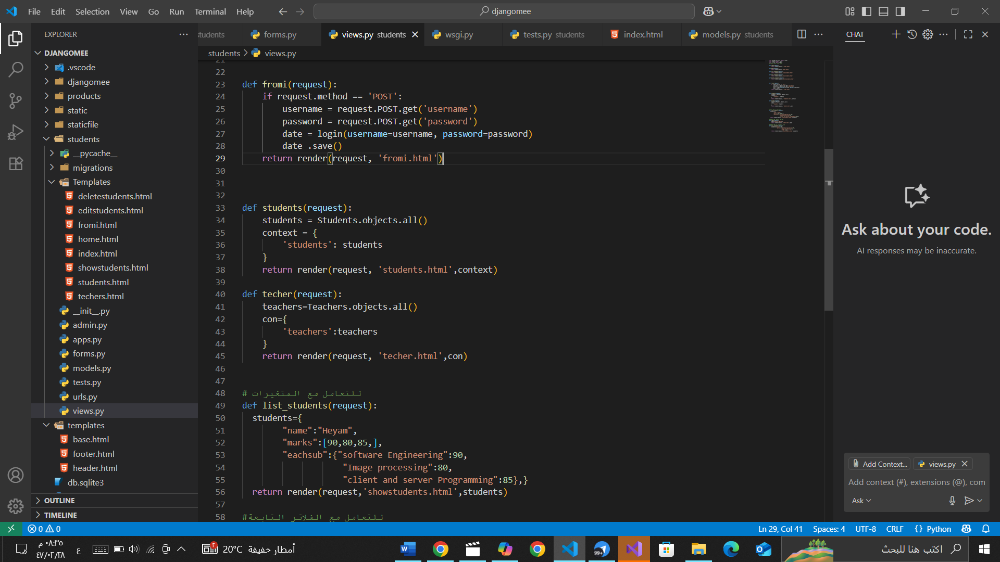 File Edit Selection View Go Run Terminal Help
djangomee
EXPLORER
DJANGOMEE
.vscode
djangomee
products
static
staticfile
students
__pycache__
migrations
Templates
deletestudents.html
editstudents.html
fromi.html
home.html
index.html
showstudents.html
students.html
techers.html
__init__.py
admin.py
apps.py
forms.py
models.py
tests.py
urls.py
views.py
templates
base.html
footer.html
header.html
db.sqlite3
OUTLINE
TIMELINE
students forms.py views.py students wsgi.py tests.py students index.html models.py students
students > views.py
21
22
23 def fromi(request):
24 if request.method == 'POST':
25 username = request.POST.get('username')
26 password = request.POST.get('password')
27 date = login(username=username, password=password)
28 date .save()
29 return render(request, 'fromi.html')
30
31
32
33 def students(request):
34 students = Students.objects.all()
35 context = {
36 'students': students
37 }
38 return render(request, 'students.html',context)
39
40 def techer(request):
41 teachers=Teachers.objects.all()
42 con={
43 'teachers':teachers
44 }
45 return render(request, 'techer.html',con)
46
47
48 # للتعامل مع المتغيرات
49 def list_students(request):
50 students={
51 "name":"Heyam",
52 "marks":[90,80,85,],
53 "eachsub":{"software Engineering":90,
54 "Image processing":80,
55 "client and server Programming":85},}
56 return render(request,'showstudents.html',students)
57
58 #للتعامل مع الفلاتر التابعة
CHAT
Ask about your code.
AI responses may be inaccurate.
Add Context... views.py
Add context (#), extensions (@), com
Ask
0 0
Ln 29, Col 41 Spaces: 4 UTF-8 CRLF {} Python
٠٨:٣٥ م
٤٧/٠٢/٢٨
ع
٢
20°C أمطار خفيفة
99+
اكتب هنا للبحث